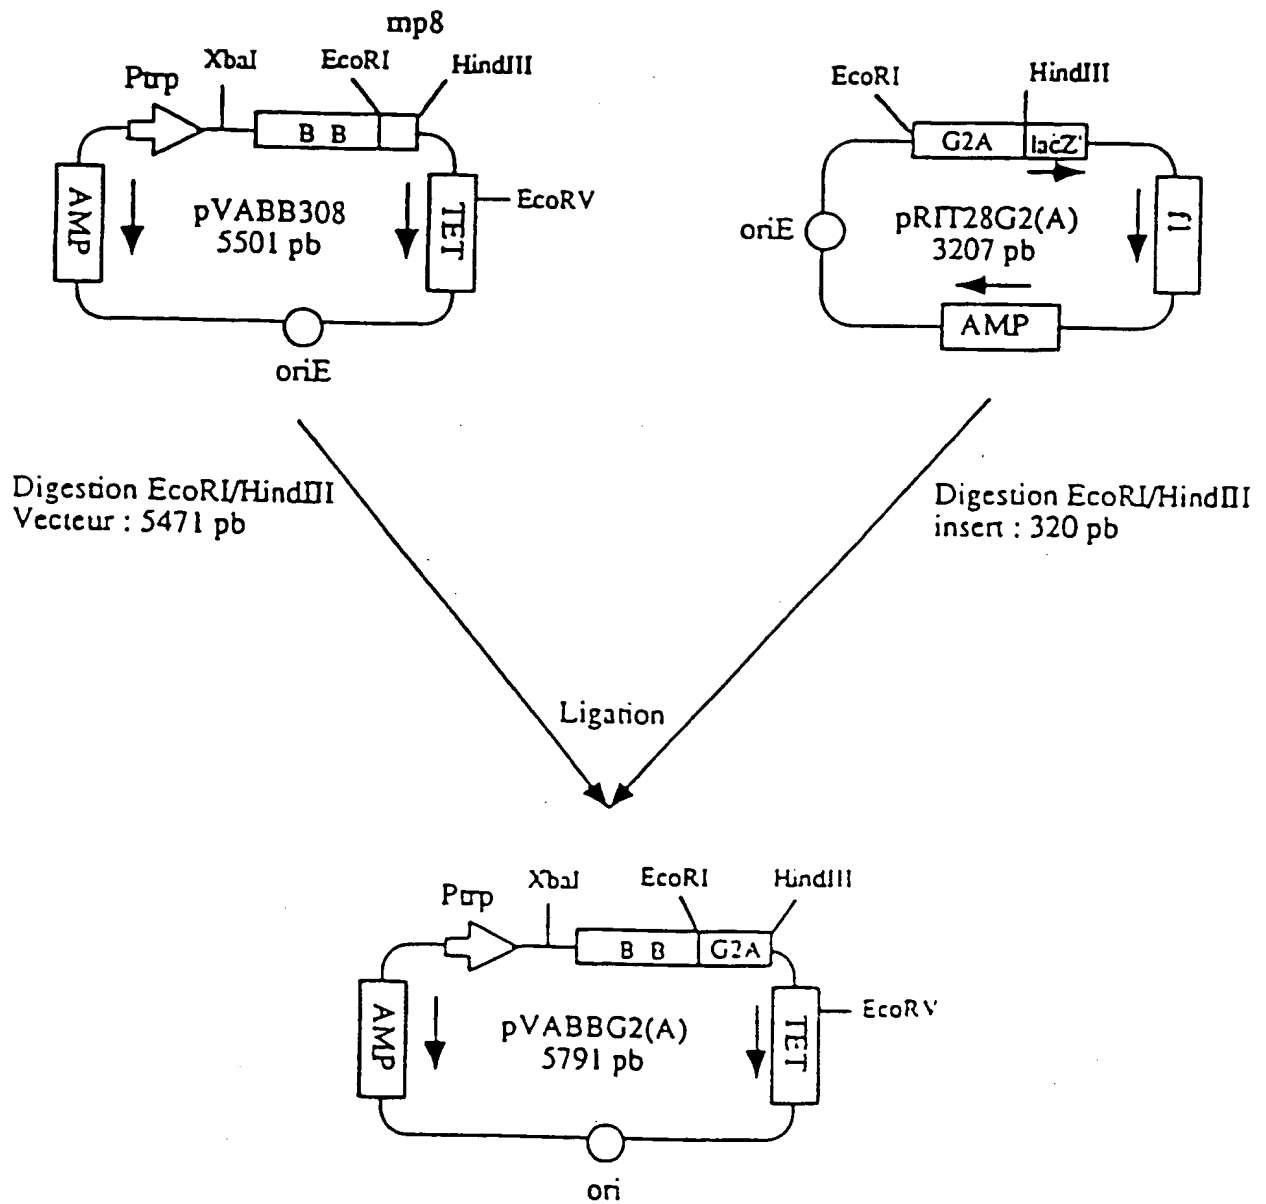 mp8
Ptrp
XbaI
EcoRI
HindIII
B B
AMP
TET
EcoRV
pVABB308
5501 pb
oriE
EcoRI
HindIII
G2A
lacZ'
oriE
pRIT28G2(A)
3207 pb
f1
AMP
Digestion EcoRI/HindIII
Vecteur : 5471 pb
Digestion EcoRI/HindIII
insert : 320 pb
Ligation
Ptrp
XbaI
EcoRI
HindIII
B B
G2A
AMP
TET
EcoRV
pVABBG2(A)
5791 pb
ori